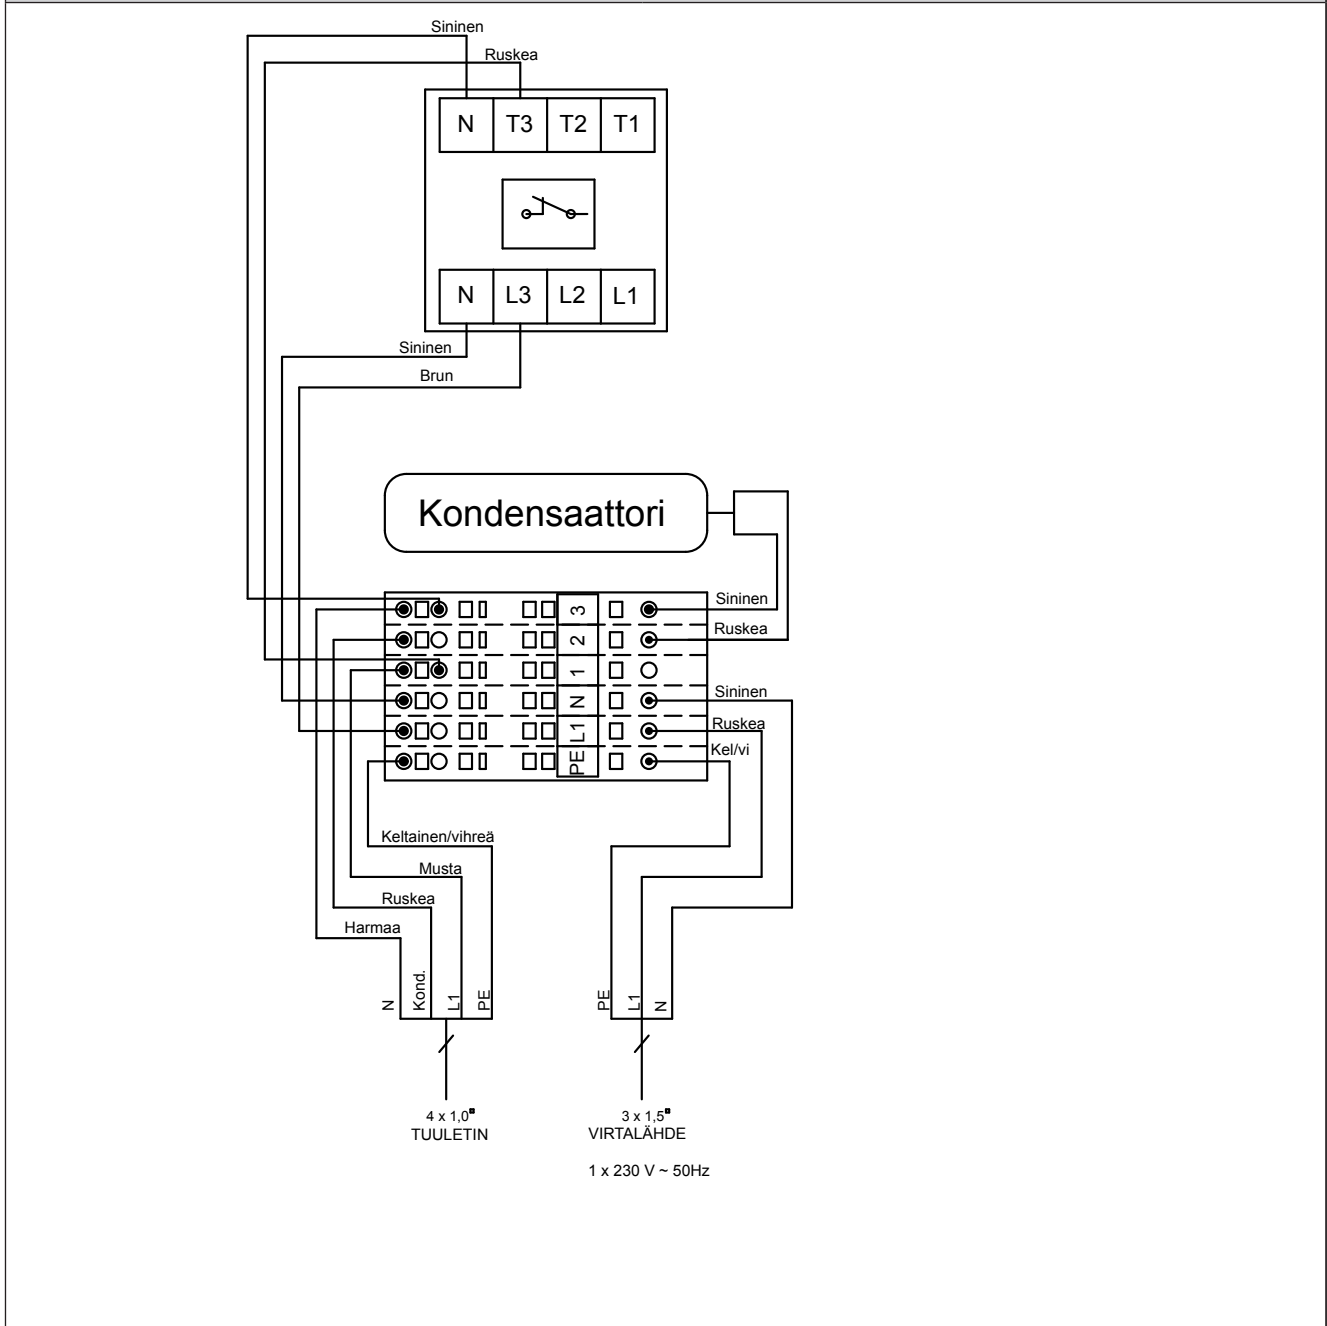 Sininen
Ruskea
N T3 T2 T1
N L3 L2 L1
Sininen
Brun
Kondensaattori
3 Sininen
2 Ruskea
1
N Sininen
L1 Ruskea
PE Kel/vi
Keltainen/vihreä
Musta
Ruskea
Harmaa
N Kond. L1 PE PE L1 N
4 x 1,0 3 x 1,5
TUULETIN VIRTALÄHDE
1 x 230 V ~ 50Hz